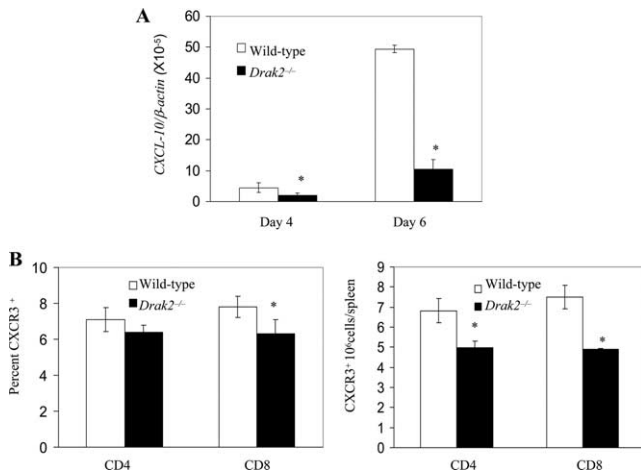 A
CXCL-10/β-actin (X10-5)
60
50
40
30
20
10
0
Wild-type
Drak2-/-
*
*
Day 4
Day 6
B
Percent CXCR3 +
10
8
6
4
2
0
Wild-type
Drak2-/-
*
CD4
CD8
CXCR3+ 106cells/spleen
9
8
7
6
5
4
3
2
1
0
Wild-type
Drak2-/-
*
*
CD4
CD8